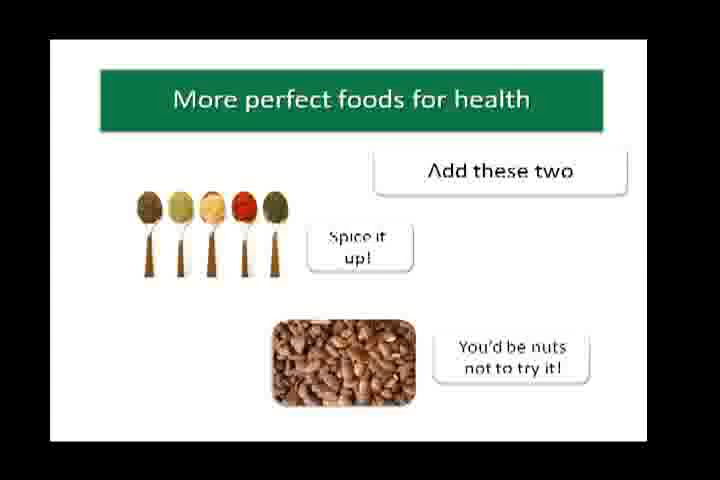 More perfect foods for health
Add these two
Spice it
up!
You'd be nuts
not to try it!